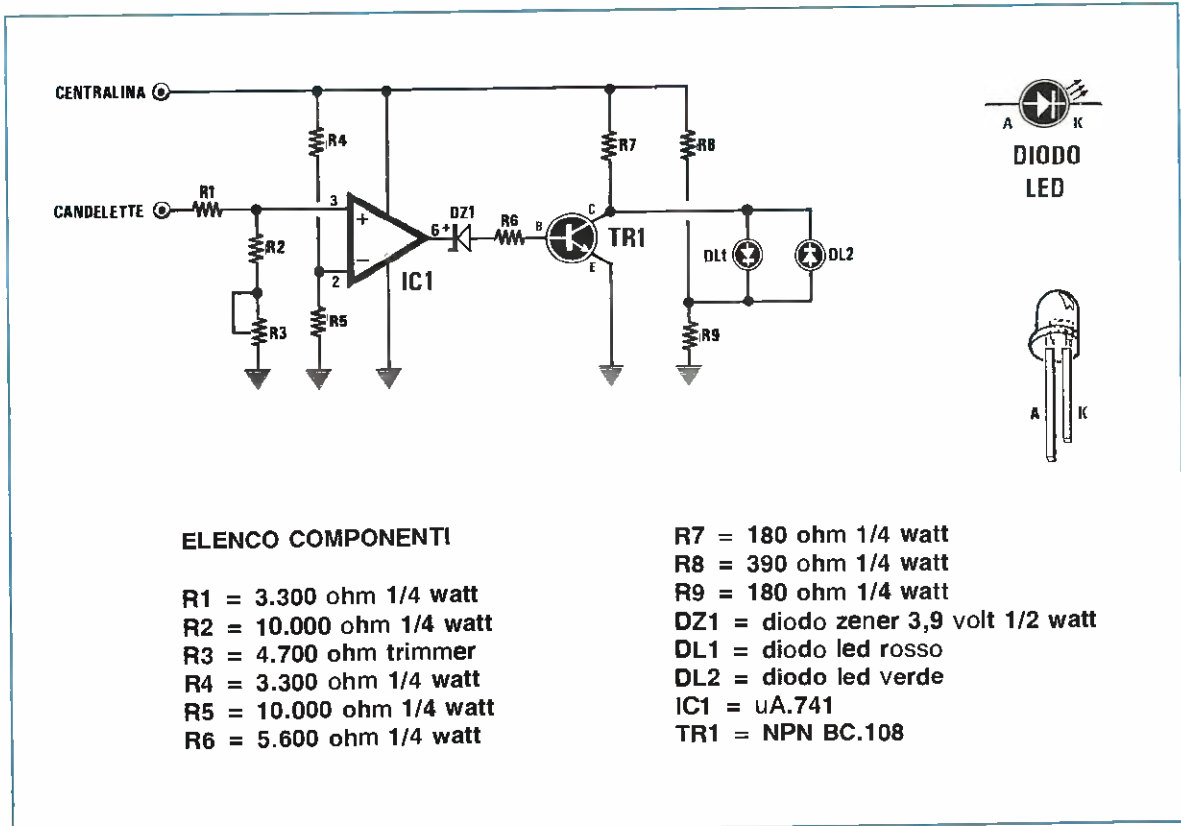 CENTRALINA
R4
R7
R8
A
K
DIODO
LED
CANDELETTE
R1
3
+
6
+
DZ1
R6
B
C
TR1
E
R2
−
2
IC1
DL1
DL2
R3
R5
R9
A
K
ELENCO COMPONENTI
R1 = 3.300 ohm 1/4 watt
R2 = 10.000 ohm 1/4 watt
R3 = 4.700 ohm trimmer
R4 = 3.300 ohm 1/4 watt
R5 = 10.000 ohm 1/4 watt
R6 = 5.600 ohm 1/4 watt
R7 = 180 ohm 1/4 watt
R8 = 390 ohm 1/4 watt
R9 = 180 ohm 1/4 watt
DZ1 = diodo zener 3,9 volt 1/2 watt
DL1 = diodo led rosso
DL2 = diodo led verde
IC1 = uA.741
TR1 = NPN BC.108